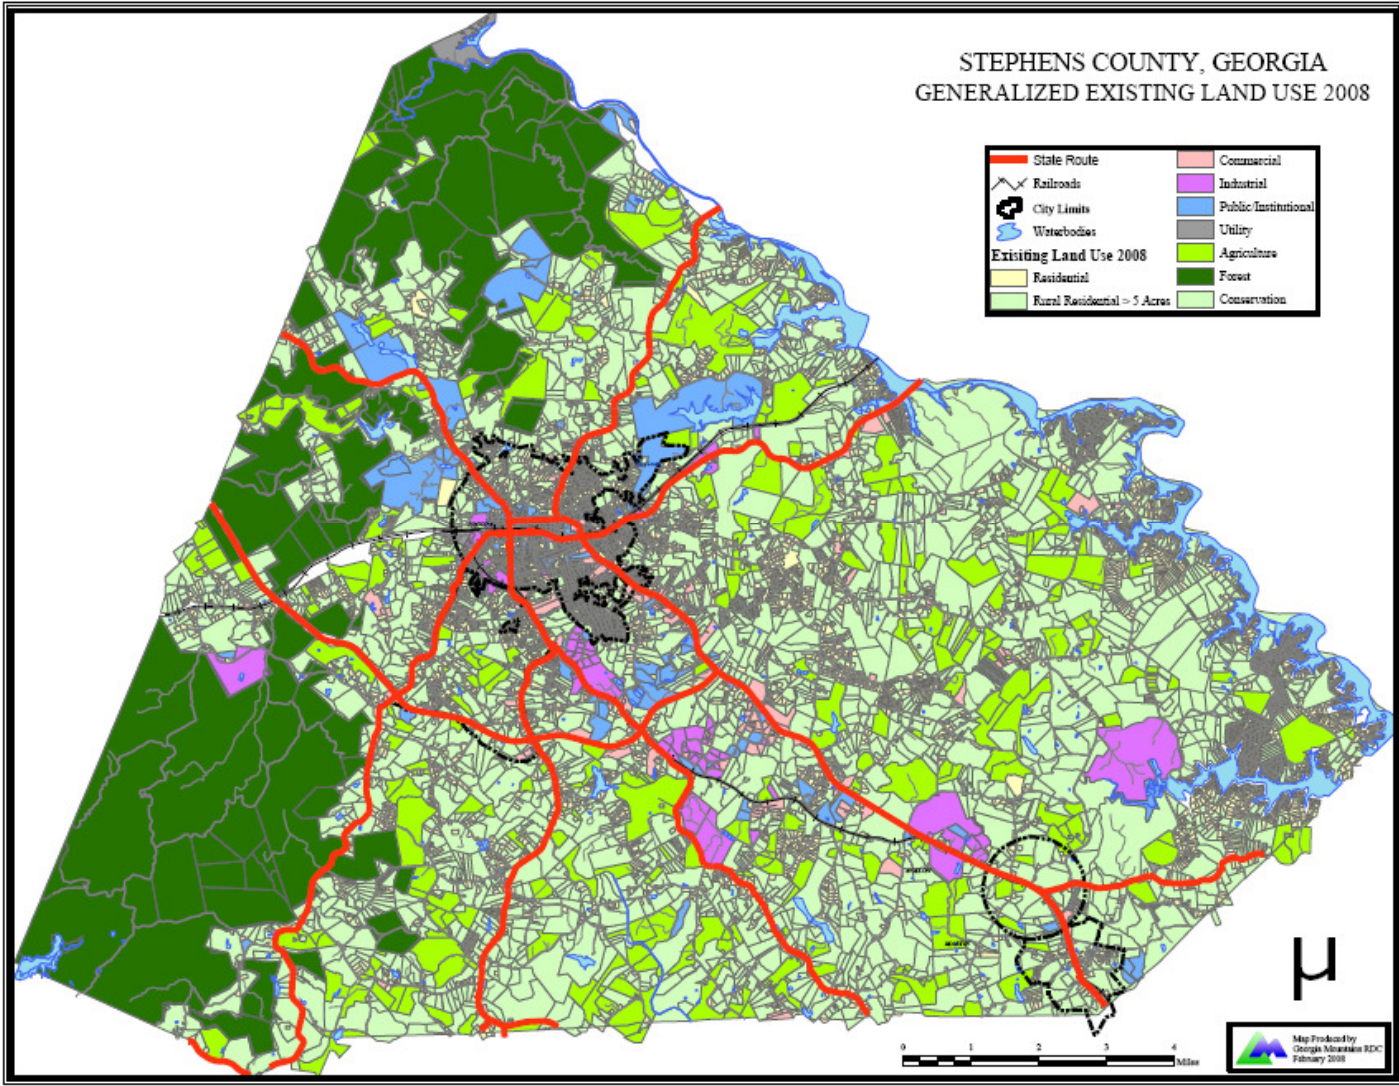 STEPHENS COUNTY, GEORGIA
GENERALIZED EXISTING LAND USE 2008
State Route
Railroads
City Limits
Waterbodies
Exisiting Land Use 2008
Residential
Rural Residential > 5 Acres
Commercial
Industrial
Public/Institutional
Utility
Agriculture
Forest
Conservation
µ
0 1 2 3 4
Miles
Map Produced by
Georgia Mountains RDC
February 2008